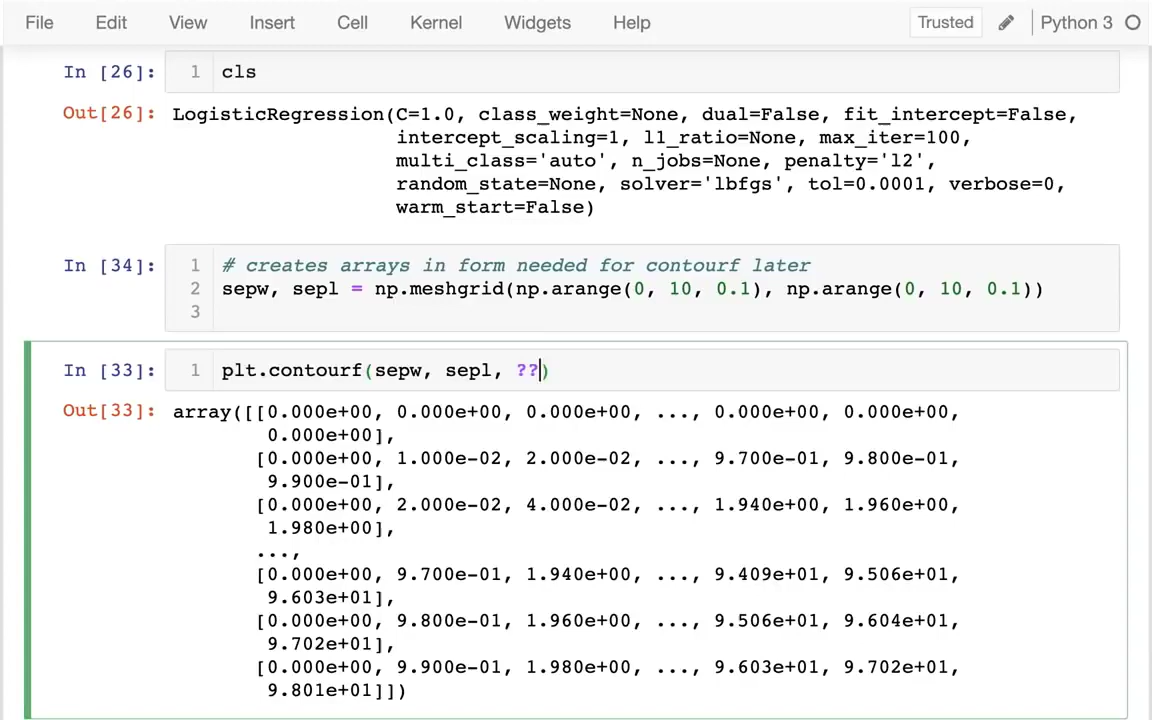 File Edit View Insert Cell Kernel Widgets Help Trusted Python 3
In [26]: 1 cls
Out[26]: LogisticRegression(C=1.0, class_weight=None, dual=False, fit_intercept=False,
intercept_scaling=1, l1_ratio=None, max_iter=100,
multi_class='auto', n_jobs=None, penalty='l2',
random_state=None, solver='lbfgs', tol=0.0001, verbose=0,
warm_start=False)
In [34]: 1 # creates arrays in form needed for contourf later
2 sepw, sepl = np.meshgrid(np.arange(0, 10, 0.1), np.arange(0, 10, 0.1))
3
In [33]: 1 plt.contourf(sepw, sepl, ??)
Out[33]: array([[0.000e+00, 0.000e+00, 0.000e+00, ..., 0.000e+00, 0.000e+00,
0.000e+00],
[0.000e+00, 1.000e-02, 2.000e-02, ..., 9.700e-01, 9.800e-01,
9.900e-01],
[0.000e+00, 2.000e-02, 4.000e-02, ..., 1.940e+00, 1.960e+00,
1.980e+00],
...,
[0.000e+00, 9.700e-01, 1.940e+00, ..., 9.409e+01, 9.506e+01,
9.603e+01],
[0.000e+00, 9.800e-01, 1.960e+00, ..., 9.506e+01, 9.604e+01,
9.702e+01],
[0.000e+00, 9.900e-01, 1.980e+00, ..., 9.603e+01, 9.702e+01,
9.801e+01]])